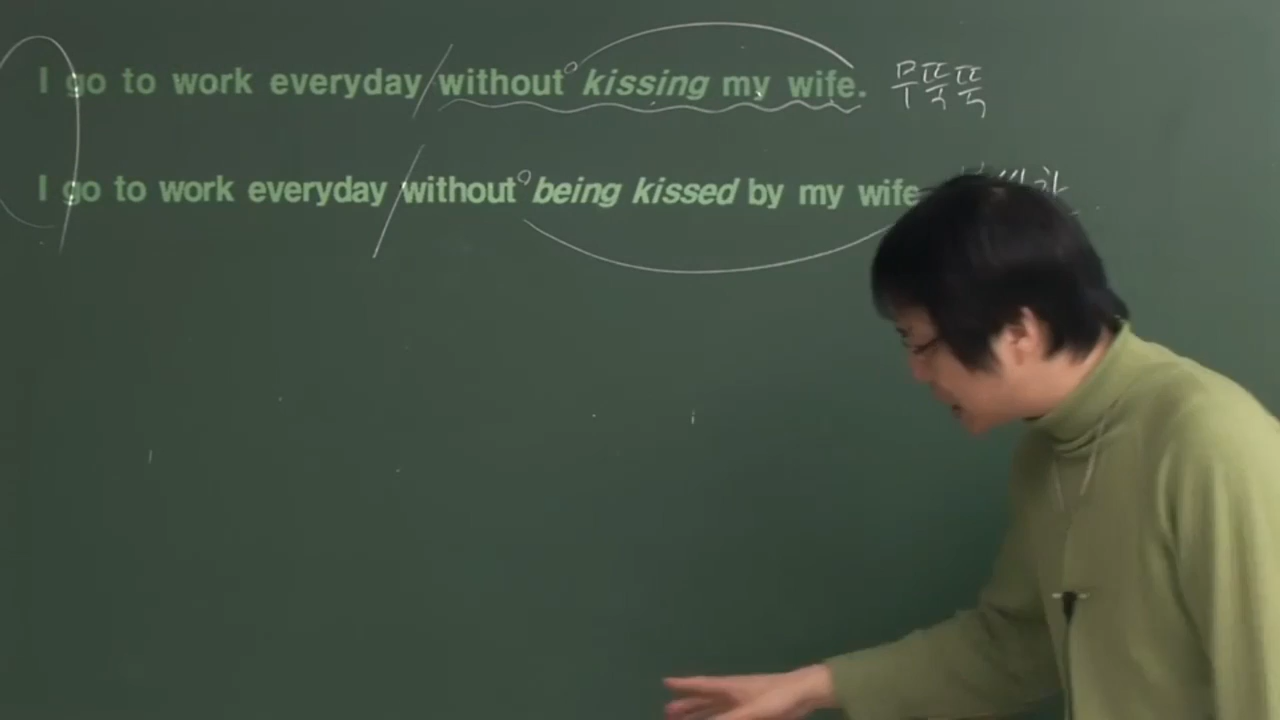 I go to work everyday without kissing my wife. 무뚝뚝
I go to work everyday without being kissed by my wife